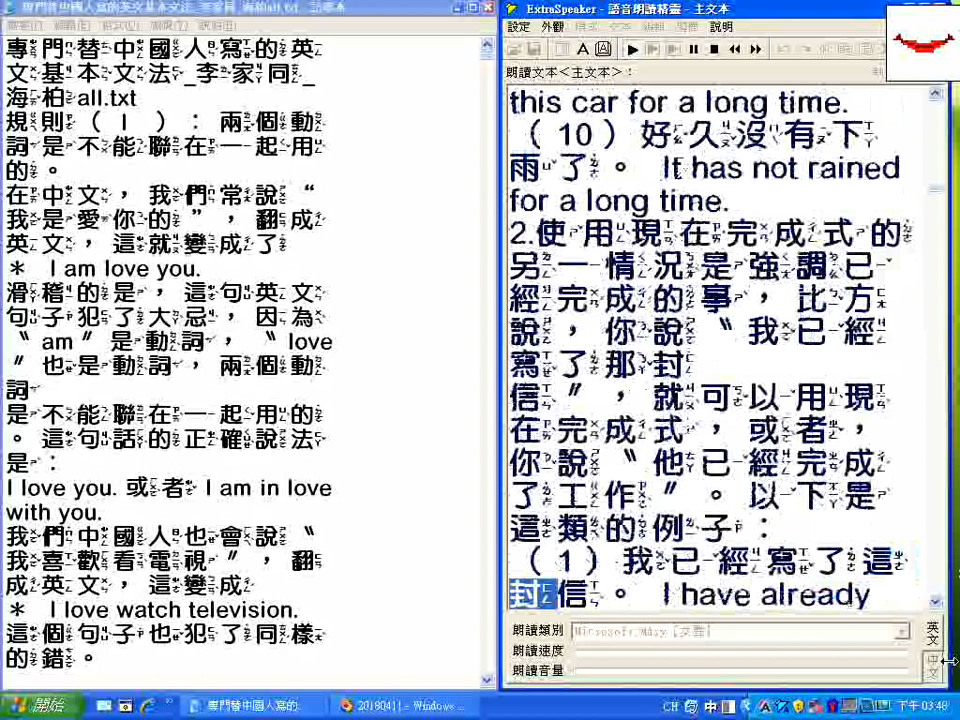 專門替中國人寫的英
文基本文法_李家同_
海柏all.txt
規則（1）：兩個動
詞是不能聯在一起用
的。
在中文，我們常說“
我是愛你的”，翻成
英文，這就變成了
＊ I am love you.
滑稽的是，這句英文
句子犯了大忌，因為
〝am〞是動詞，〝love
〞也是動詞，兩個動
詞
是不能聯在一起用的
。這句話的正確說法
是：
I love you. 或者 I am in love
with you.
我們中國人也會說〝
我喜歡看電視〞，翻
成英文，這變成
＊ I love watch television.
這個句子也犯了同樣
的錯。
ExtraSpeaker - 語音朗讀精靈 - 主文本
設定 外觀
朗讀文本<主文本>：
this car for a long time.
（10）好久沒有下
雨了。 It has not rained
for a long time.
2.使用現在完成式的
另一情況是強調已
經完成的事，比方
說，你說〝我已經
寫了那封
信〞，就可以用現
在完成式，或者，
你說〝他已經完成
了工作〞。以下是
這類的例子：
（1）我已經寫了這
封信。 I have already
朗讀類別 Microsoft Mary [英聲]
朗讀速度
朗讀音量
英文
中文
開始
專門替中國人寫的.
20180411 - Windows ...
CH
中
下午 03:48